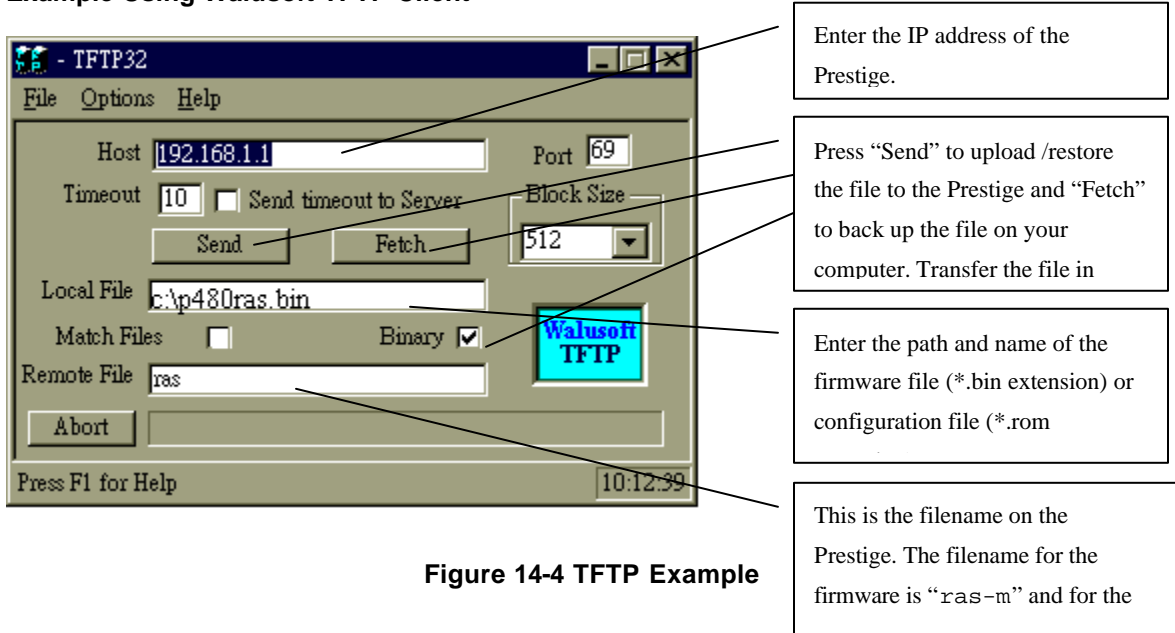 Example Using Walusoft TFTP Client
- TFTP32
File Options Help
Host 192.168.1.1 Port 69
Timeout 10 Send timeout to Server Block Size
Send Fetch 512
Local File c:\p480ras.bin
Match Files Binary
Walusoft
TFTP
Remote File ras
Abort
Press F1 for Help 10:12:39
Enter the IP address of the
Prestige.
Press “Send” to upload /restore
the file to the Prestige and “Fetch”
to back up the file on your
computer. Transfer the file in
Enter the path and name of the
firmware file (*.bin extension) or
configuration file (*.rom
This is the filename on the
Prestige. The filename for the
firmware is “ras-m” and for the
Figure 14-4 TFTP Example